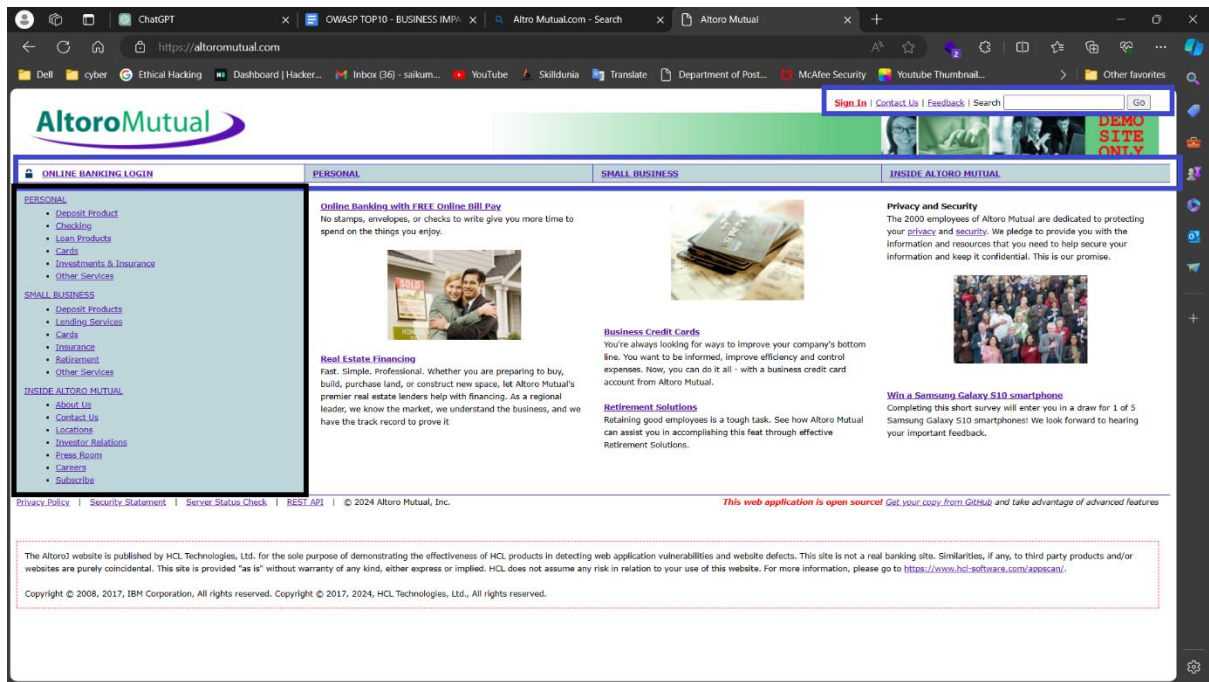 ChatGPT
OWASP TOP10 - BUSINESS IMPA
Altro Mutual.com - Search
Altoro Mutual
https://altoromutual.com
2
Dell
cyber
Ethical Hacking
Dashboard | Hacker...
Inbox (36) - saikum...
YouTube
Skilldunia
Translate
Department of Post...
McAfee Security
Youtube Thumbnail...
Other favorites
Sign In | Contact Us | Feedback | Search
Go
AltoroMutual
DEMO
SITE
ONLY
ONLINE BANKING LOGIN
PERSONAL
SMALL BUSINESS
INSIDE ALTORO MUTUAL
PERSONAL
• Deposit Product
• Checking
• Loan Products
• Cards
• Investments & Insurance
• Other Services
SMALL BUSINESS
• Deposit Products
• Lending Services
• Cards
• Insurance
• Retirement
• Other Services
INSIDE ALTORO MUTUAL
• About Us
• Contact Us
• Locations
• Investor Relations
• Press Room
• Careers
• Subscribe
Online Banking with FREE Online Bill Pay
No stamps, envelopes, or checks to write give you more time to
spend on the things you enjoy.
SOLD
Real Estate Financing
Fast. Simple. Professional. Whether you are preparing to buy,
build, purchase land, or construct new space, let Altoro Mutual's
premier real estate lenders help with financing. As a regional
leader, we know the market, we understand the business, and we
have the track record to prove it
Business Credit Cards
You're always looking for ways to improve your company's bottom
line. You want to be informed, improve efficiency and control
expenses. Now, you can do it all - with a business credit card
account from Altoro Mutual.
Retirement Solutions
Retaining good employees is a tough task. See how Altoro Mutual
can assist you in accomplishing this feat through effective
Retirement Solutions.
Privacy and Security
The 2000 employees of Altoro Mutual are dedicated to protecting
your privacy and security. We pledge to provide you with the
information and resources that you need to help secure your
information and keep it confidential. This is our promise.
Win a Samsung Galaxy S10 smartphone
Completing this short survey will enter you in a draw for 1 of 5
Samsung Galaxy S10 smartphones! We look forward to hearing
your important feedback.
Privacy Policy | Security Statement | Server Status Check | REST API | © 2024 Altoro Mutual, Inc.
This web application is open source! Get your copy from GitHub and take advantage of advanced features
The AltoroJ website is published by HCL Technologies, Ltd. for the sole purpose of demonstrating the effectiveness of HCL products in detecting web application vulnerabilities and website defects. This site is not a real banking site. Similarities, if any, to third party products and/or
websites are purely coincidental. This site is provided "as is" without warranty of any kind, either express or implied. HCL does not assume any risk in relation to your use of this website. For more information, please go to https://www.hcl-software.com/appscan/.
Copyright © 2008, 2017, IBM Corporation, All rights reserved. Copyright © 2017, 2024, HCL Technologies, Ltd., All rights reserved.